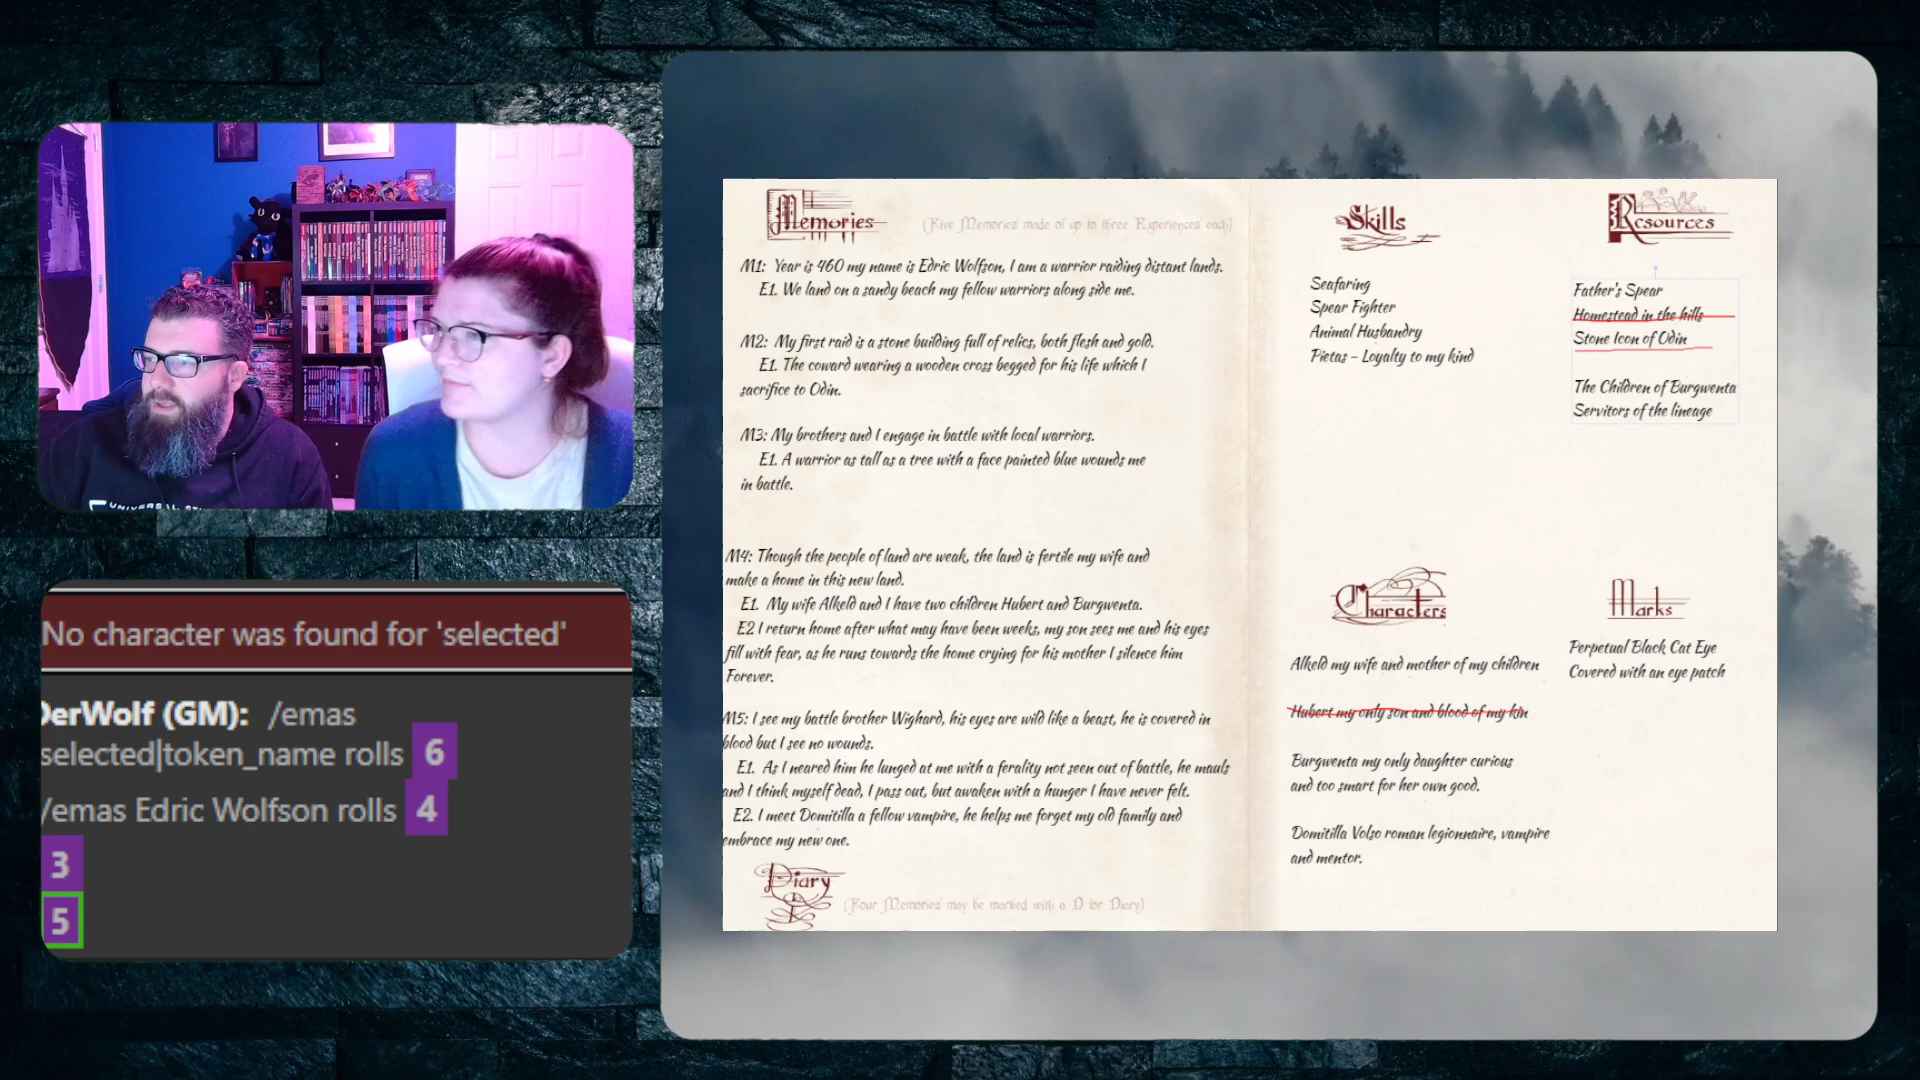 Memories
(Five Memories made of up to three Experiences each)
M1: Year is 460 my name is Edric Wolfson, I am a warrior raiding distant lands.
E1. We land on a sandy beach my fellow warriors along side me.
M2: My first raid is a stone building full of relics, both flesh and gold.
E1. The coward wearing a wooden cross begged for his life which I
sacrifice to Odin.
M3: My brothers and I engage in battle with local warriors.
E1. A warrior as tall as a tree with a face painted blue wounds me
in battle.
M4: Though the people of land are weak, the land is fertile my wife and
make a home in this new land.
E1. My wife Alkeld and I have two children Hubert and Burgwenta.
E2 I return home after what may have been weeks, my son sees me and his eyes
fill with fear, as he runs towards the home crying for his mother I silence him
Forever.
M5: I see my battle brother Wighard, his eyes are wild like a beast, he is covered in
blood but I see no wounds.
E1. As I neared him he lunged at me with a ferality not seen out of battle, he mauls
and I think myself dead, I pass out, but awaken with a hunger I have never felt.
E2. I meet Domitilla a fellow vampire, he helps me forget my old family and
embrace my new one.
Diary
(Four Memories may be marked with a D for Diary)
Skills
Seafaring
Spear Fighter
Animal Husbandry
Pietas - Loyalty to my kind
Resources
Father's Spear
Homestead in the hills
Stone Icon of Odin
The Children of Burgwenta
Servitors of the lineage
Characters
Alkeld my wife and mother of my children
Hubert my only son and blood of my kin
Burgwenta my only daughter curious
and too smart for her own good.
Domitilla Volso roman legionnaire, vampire
and mentor.
Marks
Perpetual Black Cat Eye
Covered with an eye patch
No character was found for 'selected'
DerWolf (GM): /emas
selected|token_name rolls 6
/emas Edric Wolfson rolls 4
3
5